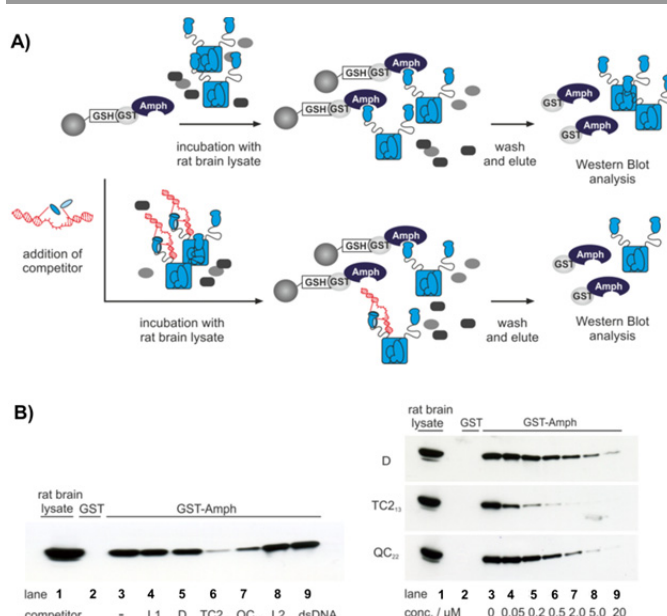 A)
GSH GST Amph
incubation with
rat brain lysate
GSH GST Amph
GSH GST Amph
wash
and elute
GST Amph
GST Amph
Western Blot
analysis
addition of
competitor
incubation with
rat brain lysate
GSH GST Amph
GSH GST Amph
wash
and elute
GST Amph
GST Amph
Western Blot
analysis
B)
rat brain
lysate GST GST-Amph
lane 1 2 3 4 5 6 7 8 9
competitor - L1 D TC2 QC L2 dsDNA
rat brain
lysate GST GST-Amph
D
TC2₁₃
QC₂₂
lane 1 2 3 4 5 6 7 8 9
conc. / µM 0 0.05 0.2 0.5 2.0 5.0 20